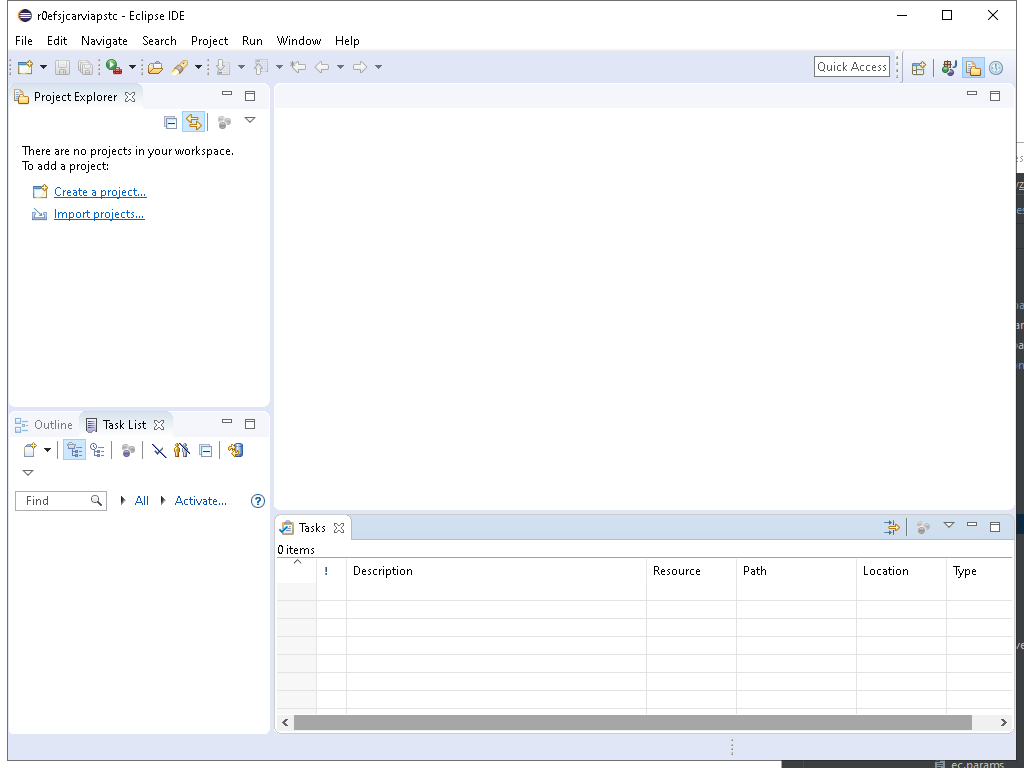 r0efsjcarviapstc - Eclipse IDE
File Edit Navigate Search Project Run Window Help
Quick Access
Project Explorer
There are no projects in your workspace.
To add a project:
Create a project...
Import projects...
Outline Task List
Find All Activate...
Tasks
0 items
! Description Resource Path Location Type
ec.params